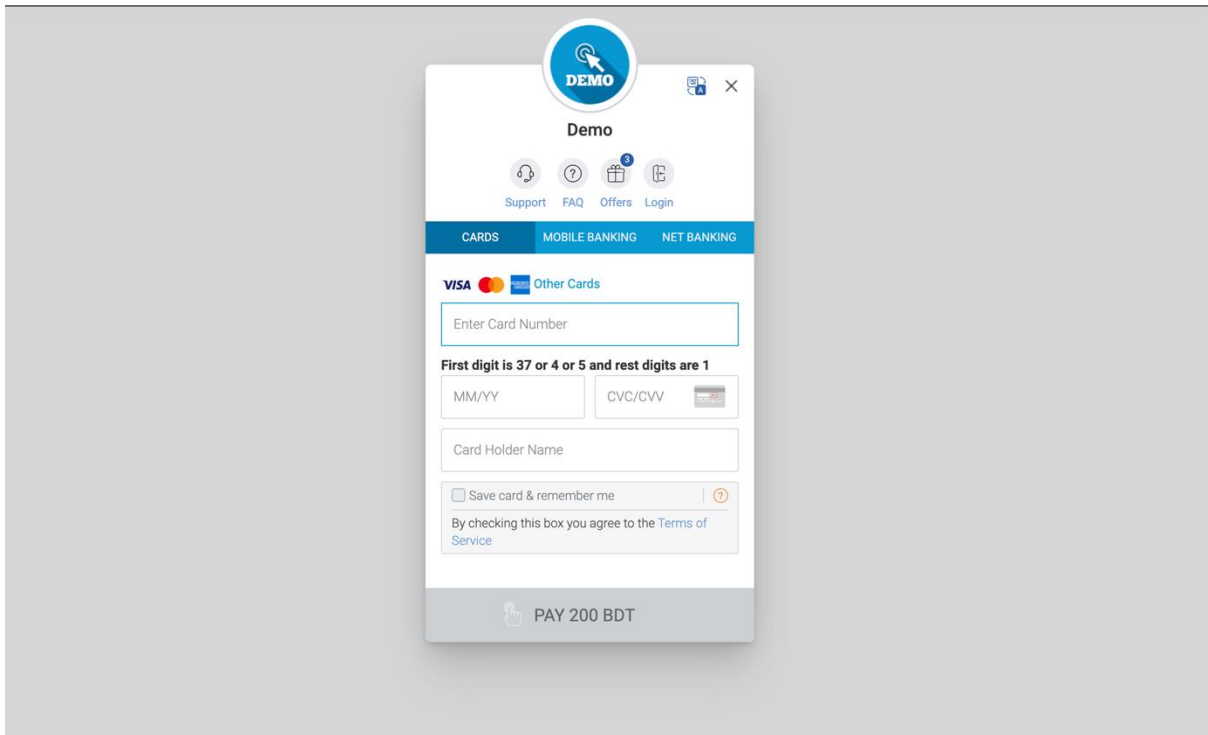 DEMO
Demo
3
Support FAQ Offers Login
CARDS MOBILE BANKING NET BANKING
VISA Other Cards
Enter Card Number
First digit is 37 or 4 or 5 and rest digits are 1
MM/YY CVC/CVV
Card Holder Name
Save card & remember me ?
By checking this box you agree to the Terms of
Service
PAY 200 BDT